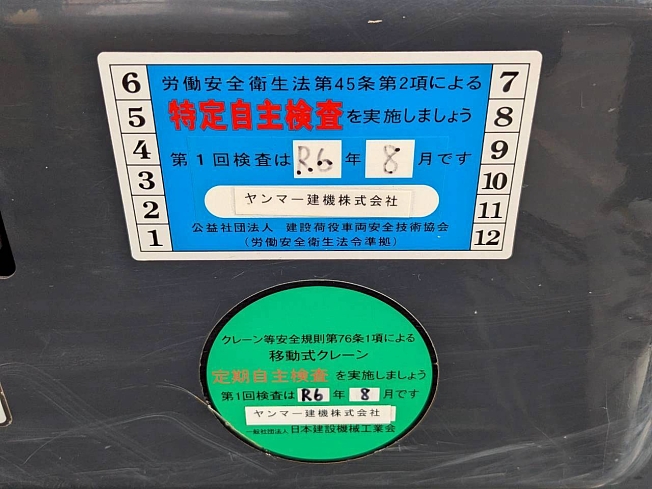 6 労働安全衛生法第45条第2項による 7
5 特定自主検査を実施しましょう 8
4 第1回検査は R6 年 8 月です 9
3 10
2 ヤンマー建機株式会社 11
公益社団法人 建設荷役車両安全技術協会
1 (労働安全衛生法令準拠) 12
クレーン等安全規則第76条1項による
移動式クレーン
定期自主検査 を実施しましょう
第1回検査は R6 年 8 月です
ヤンマー建機株式会社
一般社団法人 日本建設機械工業会